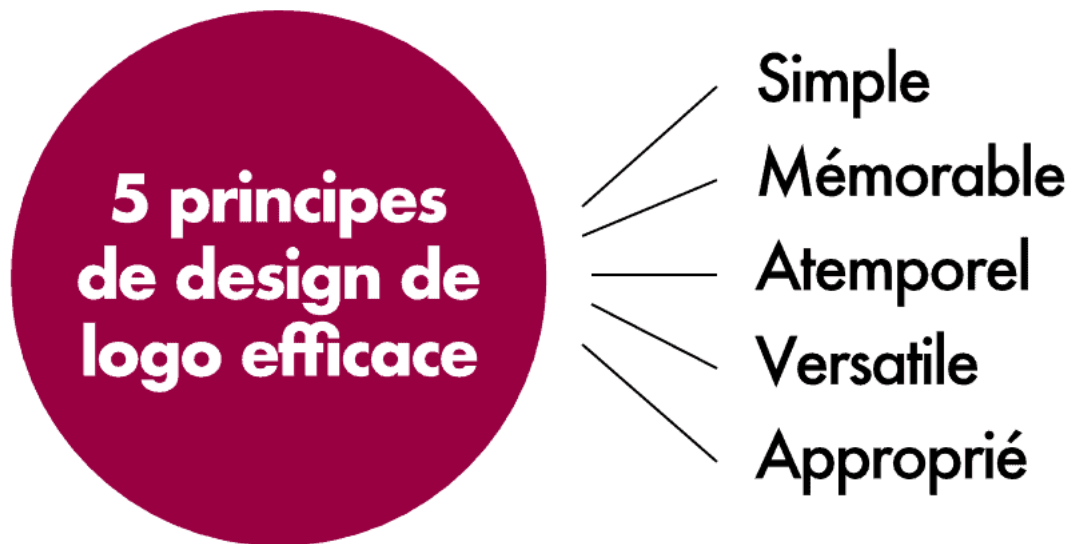 5 principes
de design de
logo efficace
Simple
Mémorable
Atemporel
Versatile
Approprié